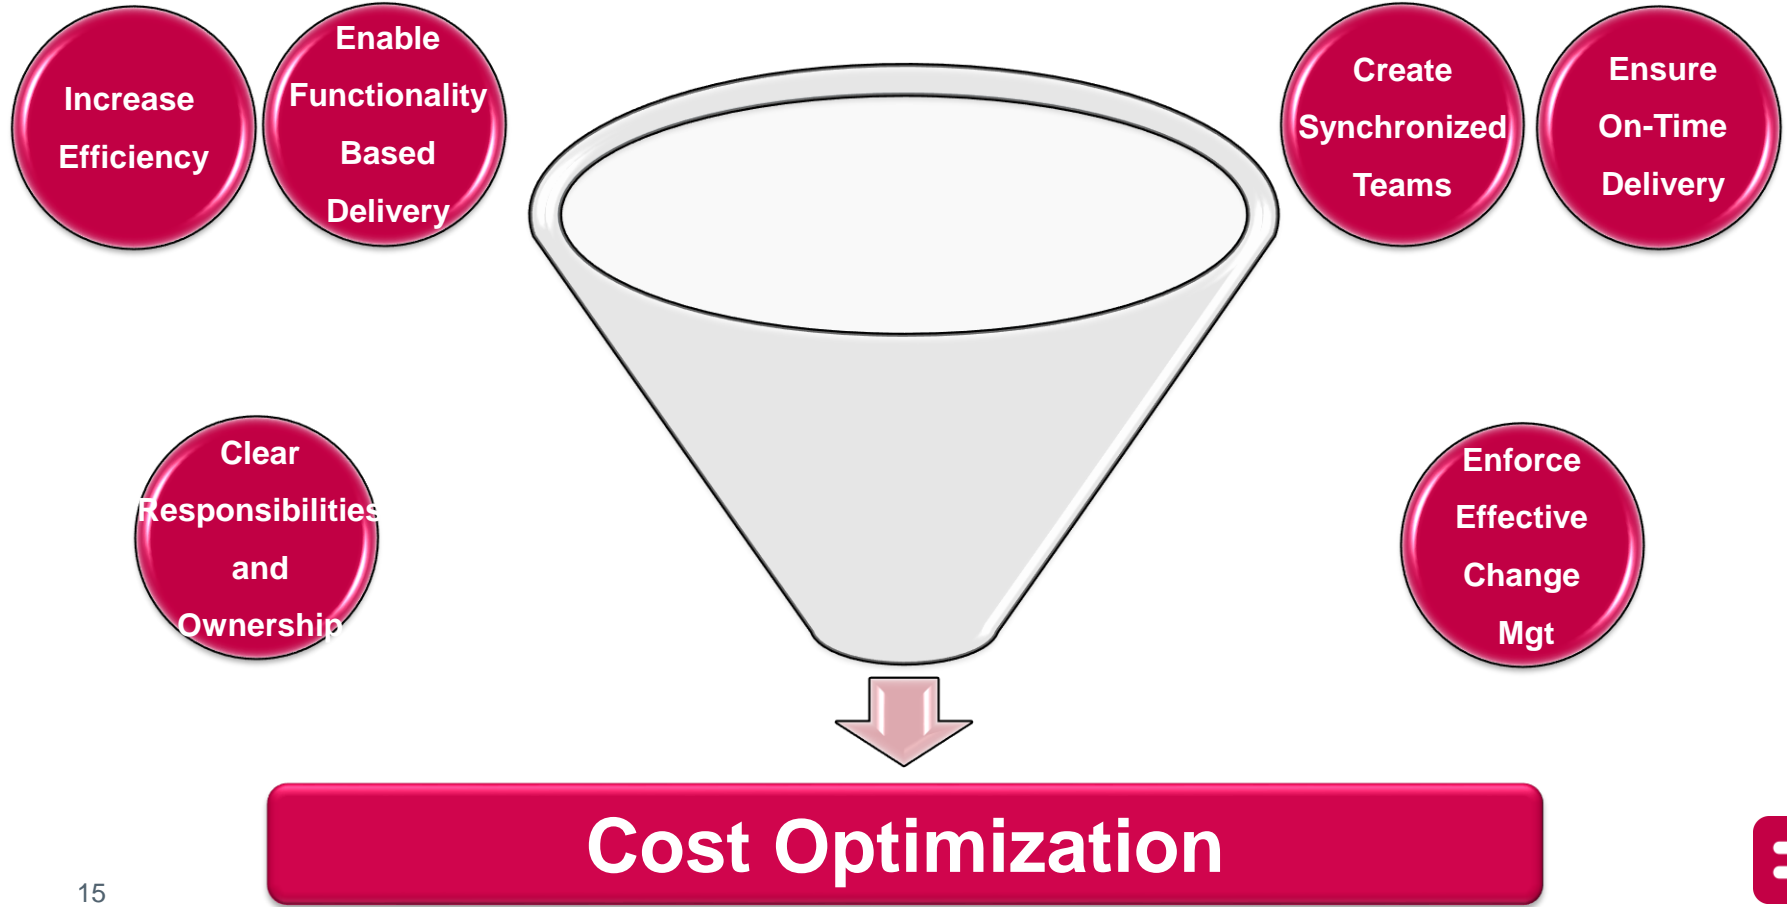 Increase
Efficiency
Enable
Functionality
Based
Delivery
Create
Synchronized
Teams
Ensure
On-Time
Delivery
Clear
Responsibilities
and
Ownership
Enforce
Effective
Change
Mgt
Cost Optimization
15